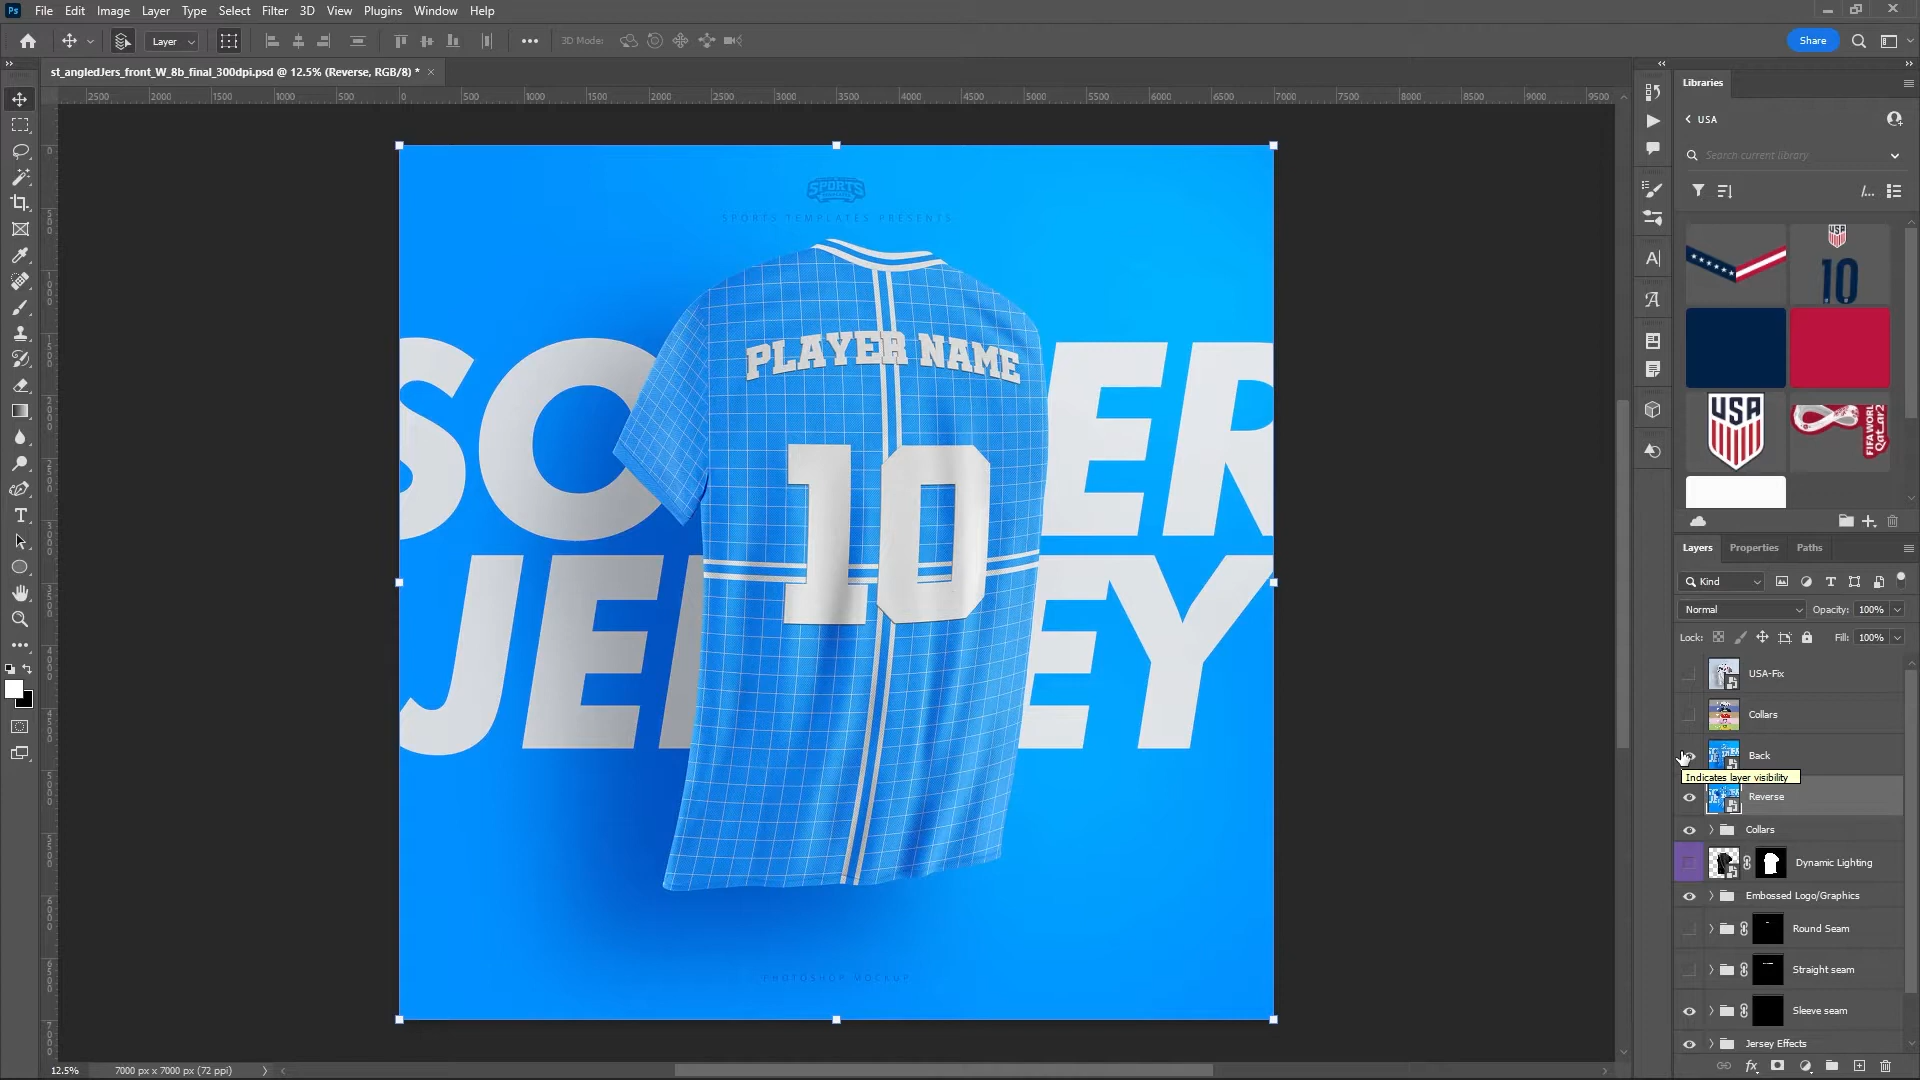 Ps File Edit Image Layer Type Select Filter 3D View Plugins Window Help
Layer 3D Mode: Share
st_angledJers_front_W_8b_final_300dpi.psd @ 12.5% (Reverse, RGB/8) *
2500 2000 1500 1000 500 0 500 1000 1500 2000 2500 3000 3500 4000 4500 5000 5500 6000 6500 7000 7500 8000 8500 9000 9500
SPORTS
SPORTS TEMPLATES PRESENTS
PLAYER NAME
10
SO ER
JE EY
PHOTOSHOP MOCKUP
12.5% 7000 px x 7000 px (72 ppi)
Libraries
USA
Search current library
USA
10
USA
FIFA WORLD
Qatar2
Layers Properties Paths
Kind
Normal Opacity: 100%
Lock: Fill: 100%
USA-Fix
Collars
Back
Indicates layer visibility
Reverse
Collars
Dynamic Lighting
Embossed Logo/Graphics
Round Seam
Straight seam
Sleeve seam
Jersey Effects
fx